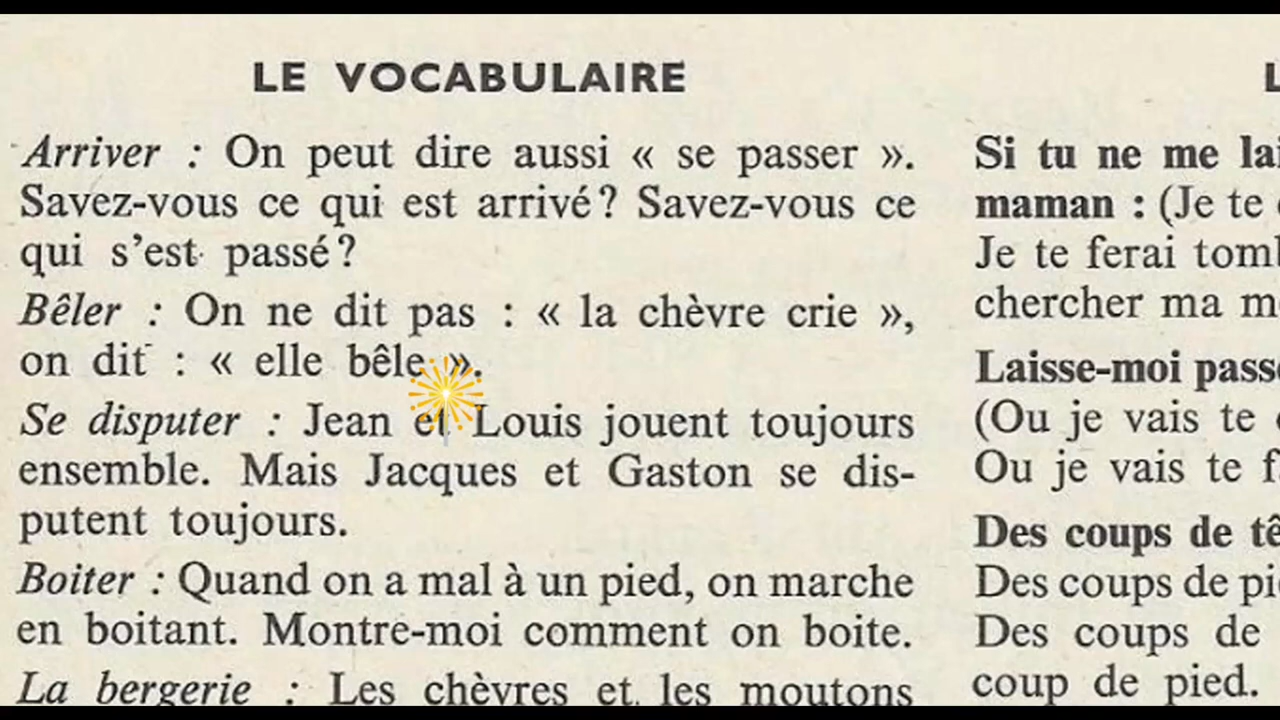 LE VOCABULAIRE
Arriver : On peut dire aussi « se passer ».
Savez-vous ce qui est arrivé ? Savez-vous ce
qui s'est passé ?
Bêler : On ne dit pas : « la chèvre crie »,
on dit : « elle bêle ».
Se disputer : Jean et Louis jouent toujours
ensemble. Mais Jacques et Gaston se dis-
putent toujours.
Boiter : Quand on a mal à un pied, on marche
en boitant. Montre-moi comment on boite.
La bergerie : Les chèvres et les moutons
Si tu ne me
maman : (Je te
Je te ferai
chercher ma
Laisse-moi
(Ou je vais te
Ou je vais te
Des coups de
Des coups de
Des coups de
coup de pied.